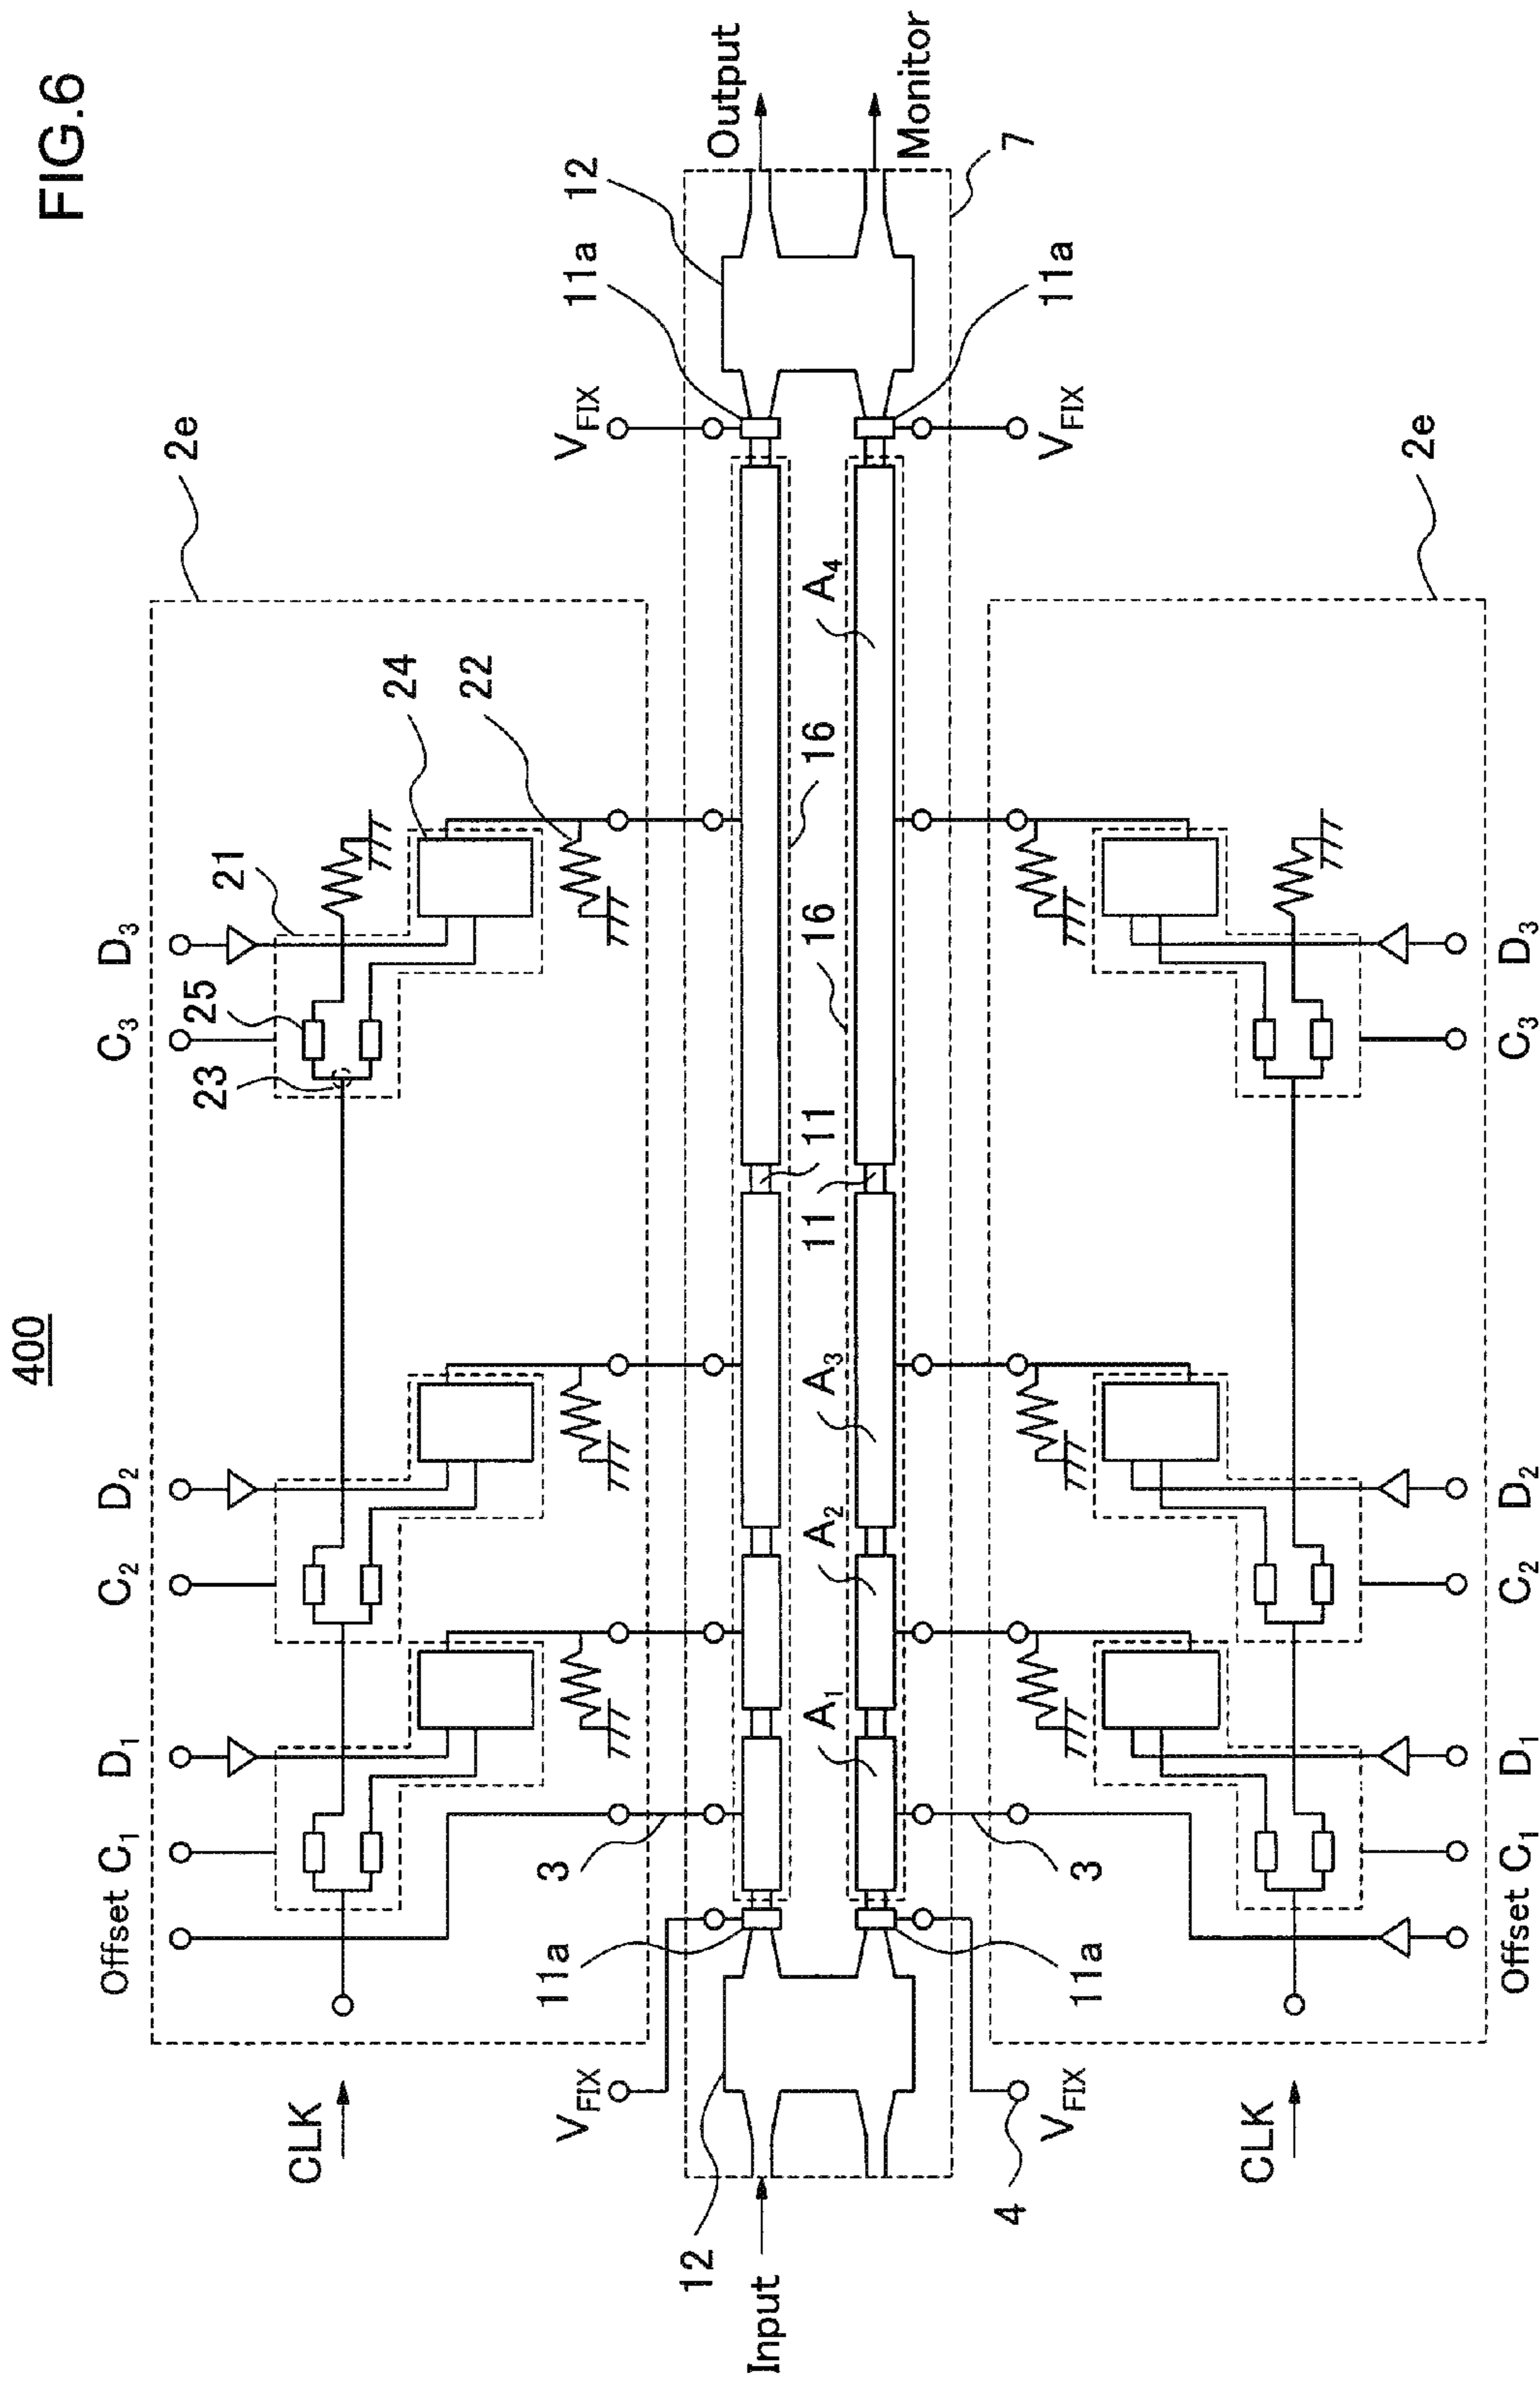 FIG.6
400
2e
Offset
C1
D1
C2
D2
C3
D3
CLK
21
25
23
24
22
VFIX
VFIX
3
11a
11a
12
12
Output
Input
16
11
A1
A2
A3
A4
16
11
Monitor
7
11a
11a
3
4
VFIX
VFIX
CLK
2e
Offset
C1
D1
C2
D2
C3
D3